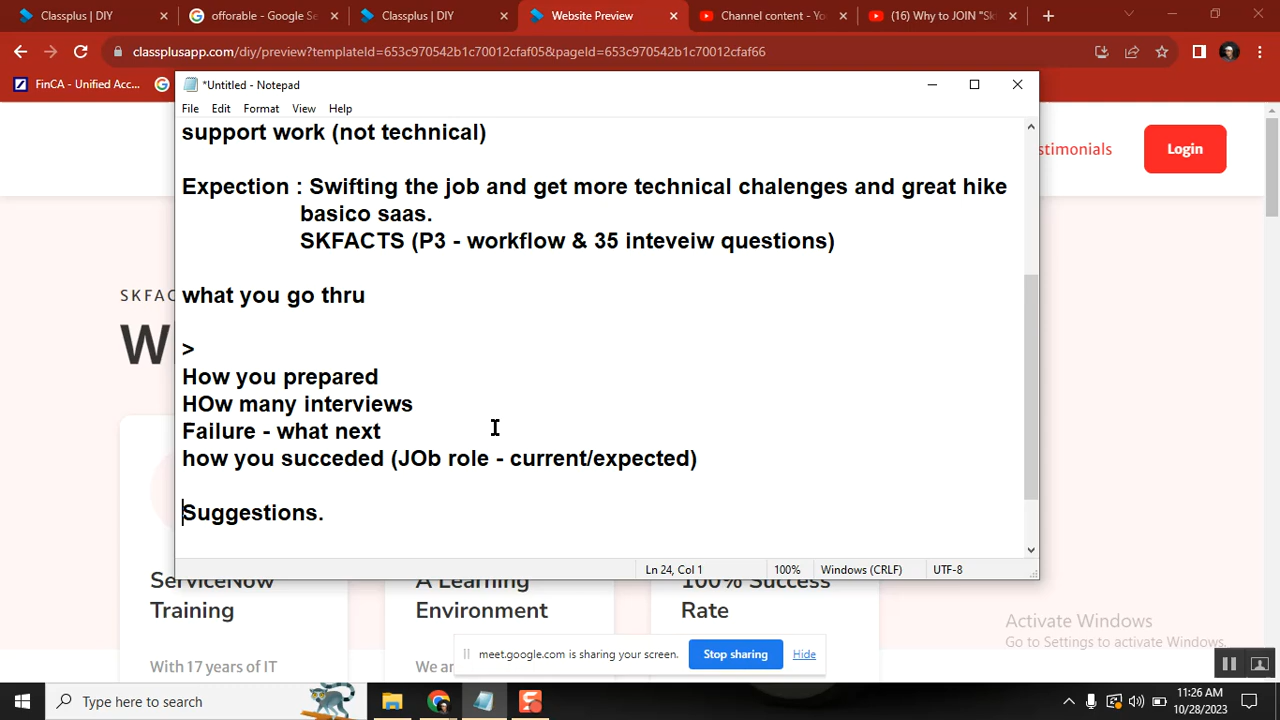 Classplus | DIY
offorable - Google Se
Classplus | DIY
Website Preview
Channel content - Yo
(16) Why to JOIN "Sk
classplusapp.com/diy/preview?templateId=653c970542b1c70012cfaf05&pageId=653c970542b1c70012cfaf66
FinCA - Unified Acc...
*Untitled - Notepad
File Edit Format View Help
support work (not technical)
Expection : Swifting the job and get more technical chalenges and great hike
basico saas.
SKFACTS (P3 - workflow & 35 inteveiw questions)
what you go thru
>
How you prepared
HOw many interviews
Failure - what next
how you succeded (JOb role - current/expected)
Suggestions.
Ln 24, Col 1 100% Windows (CRLF) UTF-8
stimonials
Login
SKFAC
W
ServiceNow
Training
A Learning
Environment
100% Success
Rate
With 17 years of IT
We are
Activate Windows
Go to Settings to activate Windows.
meet.google.com is sharing your screen.
Stop sharing
Hide
Type here to search
11:26 AM
10/28/2023